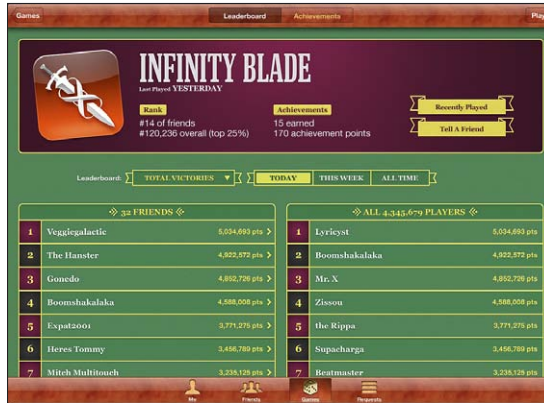 Games
Leaderboard
Achievements
Play
INFINITY BLADE
Last Played YESTERDAY
Rank
#14 of friends
#120,236 overall (top 25%)
Achievements
15 earned
170 achievement points
Recently Played
Tell A Friend
Leaderboard:
TOTAL VICTORIES
TODAY
THIS WEEK
ALL TIME
32 FRIENDS
1 Veggiegalactic 5,034,693 pts
2 The Hanster 4,922,572 pts
3 Gonedo 4,852,726 pts
4 Boomshakalaka 4,588,008 pts
5 Expat2001 3,771,275 pts
6 Heres Tommy 3,456,789 pts
7 Mitch Multitouch 3,235,125 pts
ALL 4,345,679 PLAYERS
1 Lyricyst 5,034,693 pts
2 Boomshakalaka 4,922,572 pts
3 Mr. X 4,852,726 pts
4 Zissou 4,588,008 pts
5 the Rippa 3,771,275 pts
6 Supacharga 3,456,789 pts
7 Beatmaster 3,235,125 pts
Me
Friends
Games
Requests